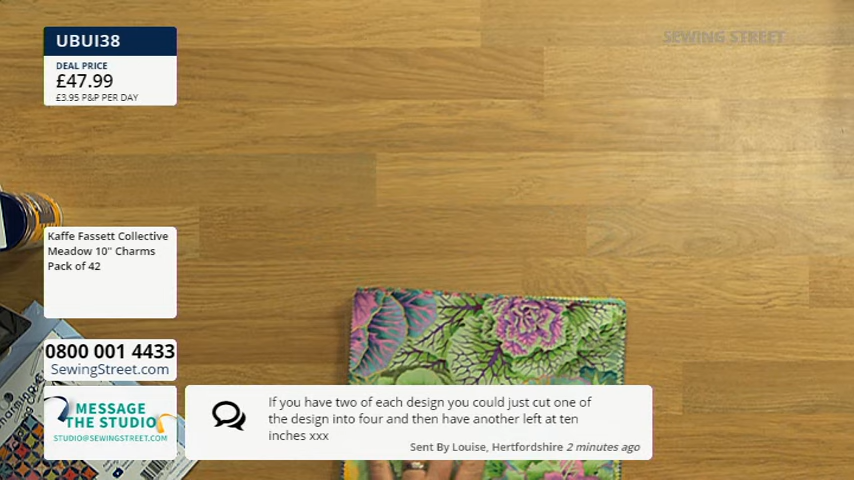 UBUI38
DEAL PRICE
£47.99
£3.95 P&P PER DAY
SEWING STREET
Kaffe Fassett Collective
Meadow 10" Charms
Pack of 42
0800 001 4433
SewingStreet.com
MESSAGE
THE STUDIO
STUDIO@SEWINGSTREET.COM
If you have two of each design you could just cut one of
the design into four and then have another left at ten
inches xxx
Sent By Louise, Hertfordshire 2 minutes ago